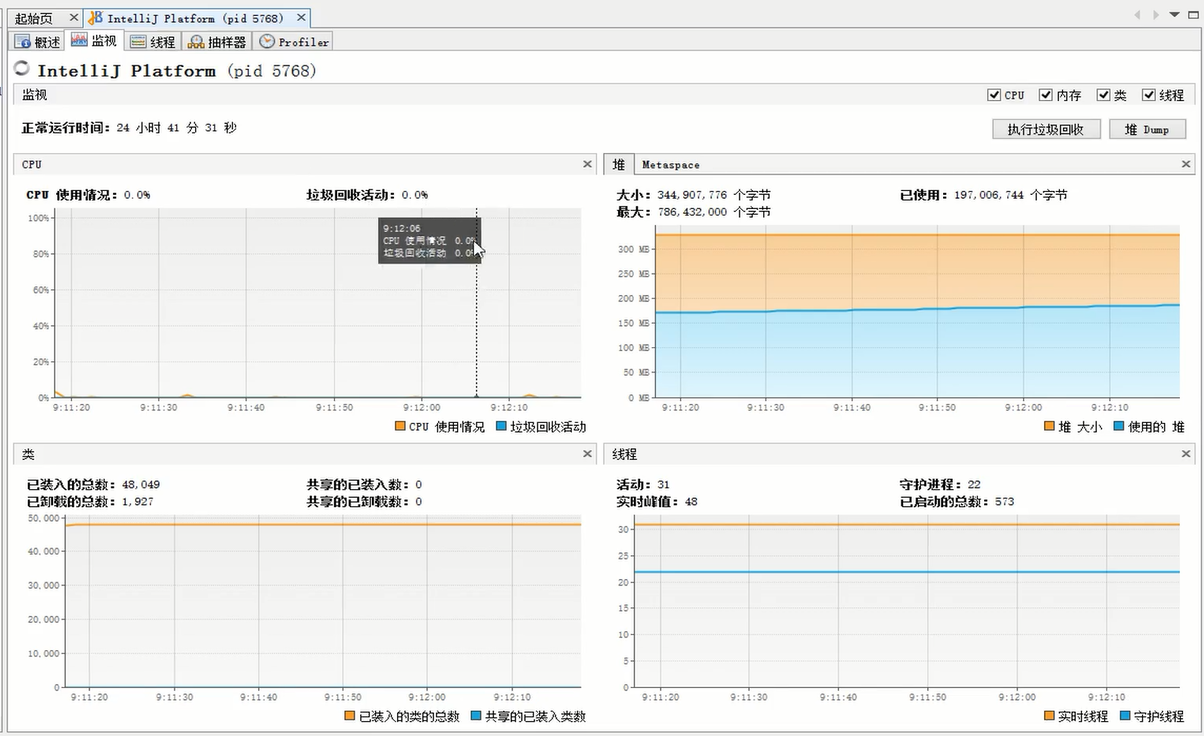 起始页 IntelliJ Platform (pid 5768)
概述 监视 线程 抽样器 Profiler
IntelliJ Platform (pid 5768)
监视 CPU 内存 类 线程
正常运行时间: 24 小时 41 分 31 秒 执行垃圾回收 堆 Dump
CPU
CPU 使用情况: 0.0% 垃圾回收活动: 0.0%
100%
80%
60%
40%
20%
0%
9:12:06
CPU 使用情况 0.0%
垃圾回收活动 0.0%
9:11:20 9:11:30 9:11:40 9:11:50 9:12:00 9:12:10
CPU 使用情况 垃圾回收活动
堆 Metaspace
大小: 344,907,776 个字节 已使用: 197,006,744 个字节
最大: 786,432,000 个字节
300 MB
250 MB
200 MB
150 MB
100 MB
50 MB
0 MB
9:11:20 9:11:30 9:11:40 9:11:50 9:12:00 9:12:10
堆 大小 使用的 堆
类
已装入的总数: 48,049 共享的已装入数: 0
已卸载的总数: 1,927 共享的已卸载数: 0
50,000
40,000
30,000
20,000
10,000
0
9:11:20 9:11:30 9:11:40 9:11:50 9:12:00 9:12:10
已装入的类的总数 共享的已装入类数
线程
活动: 31 守护进程: 22
实时峰值: 48 已启动的总数: 573
30
25
20
15
10
5
0
9:11:20 9:11:30 9:11:40 9:11:50 9:12:00 9:12:10
实时线程 守护线程